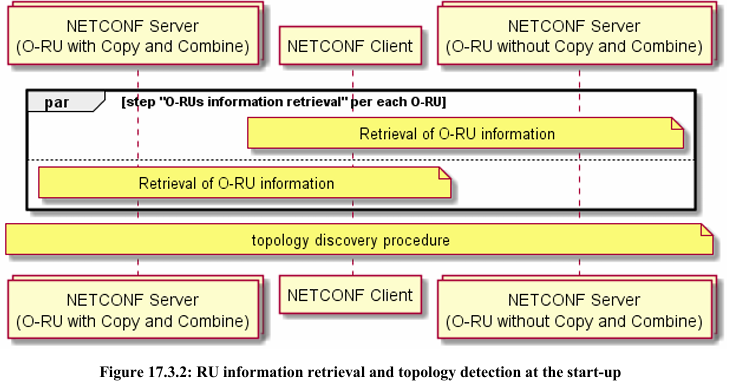 NETCONF Server
(O-RU with Copy and Combine)
NETCONF Client
NETCONF Server
(O-RU without Copy and Combine)
par
[step "O-RUs information retrieval" per each O-RU]
Retrieval of O-RU information
Retrieval of O-RU information
topology discovery procedure
NETCONF Server
(O-RU with Copy and Combine)
NETCONF Client
NETCONF Server
(O-RU without Copy and Combine)
Figure 17.3.2: RU information retrieval and topology detection at the start-up